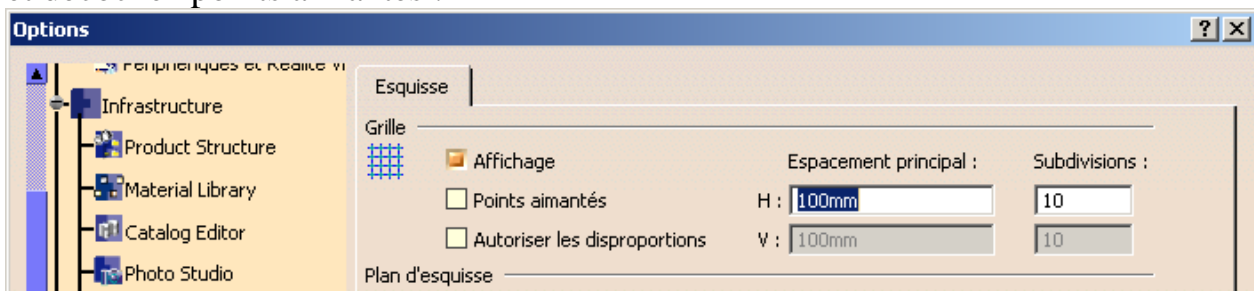 Options
Esquisse
Infrastructure
Grille
Product Structure
Affichage
Espacement principal :
Subdivisions :
Material Library
Points aimantés
H : 100mm
10
Catalog Editor
Autoriser les disproportions
V : 100mm
10
Photo Studio
Plan d'esquisse